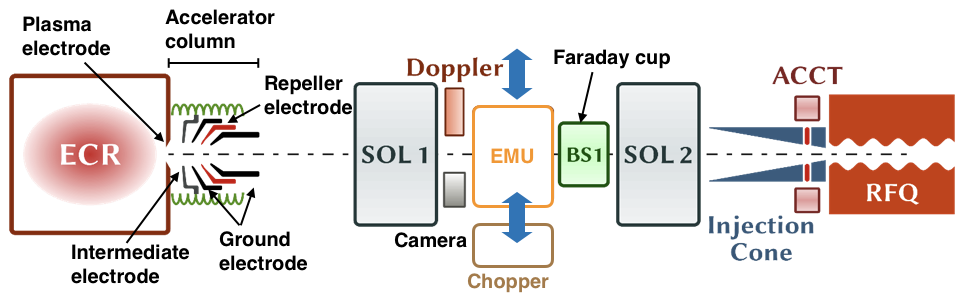 Plasma
electrode
Accelerator
column
Repeller
electrode
ECR
Intermediate
electrode
Ground
electrode
SOL 1
Doppler
Camera
EMU
Chopper
Faraday cup
BS1
SOL 2
ACCT
Injection
Cone
RFQ